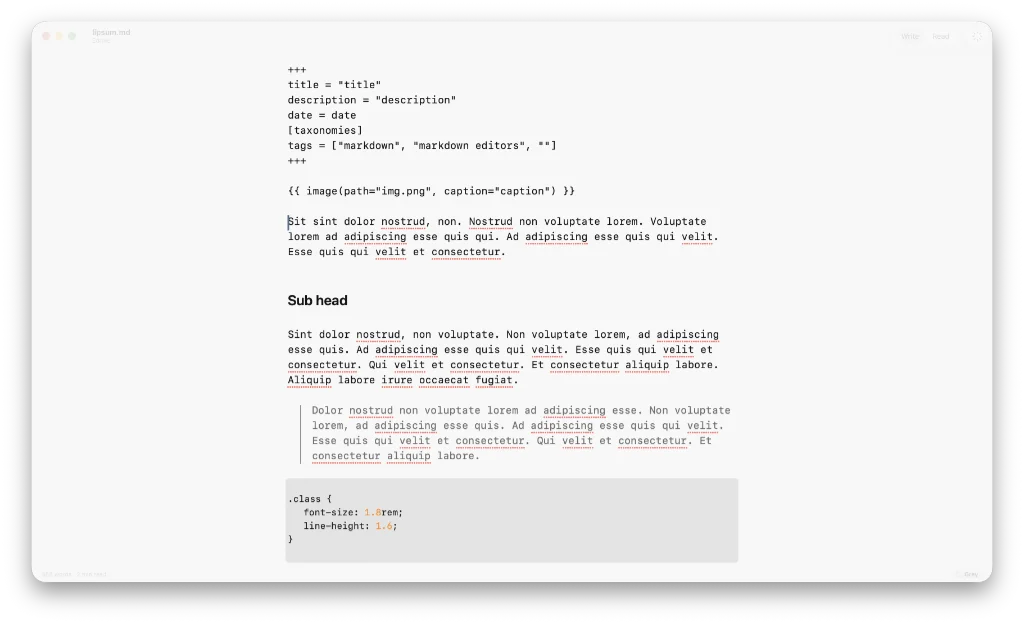 lipsum.md
Edited
Write Read
+++
title = "title"
description = "description"
date = date
[taxonomies]
tags = ["markdown", "markdown editors", ""]
+++
{{ image(path="img.png", caption="caption") }}
Sit sint dolor nostrud, non. Nostrud non voluptate lorem. Voluptate
lorem ad adipiscing esse quis qui. Ad adipiscing esse quis qui velit.
Esse quis qui velit et consectetur.
Sub head
Sint dolor nostrud, non voluptate. Non voluptate lorem, ad adipiscing
esse quis. Ad adipiscing esse quis qui velit. Esse quis qui velit et
consectetur. Qui velit et consectetur. Et consectetur aliquip labore.
Aliquip labore irure occaecat fugiat.
Dolor nostrud non voluptate lorem ad adipiscing esse. Non voluptate
lorem, ad adipiscing esse quis. Ad adipiscing esse quis qui velit.
Esse quis qui velit et consectetur. Qui velit et consectetur. Et
consectetur aliquip labore.
.class {
font-size: 1.8rem;
line-height: 1.6;
}
Grey